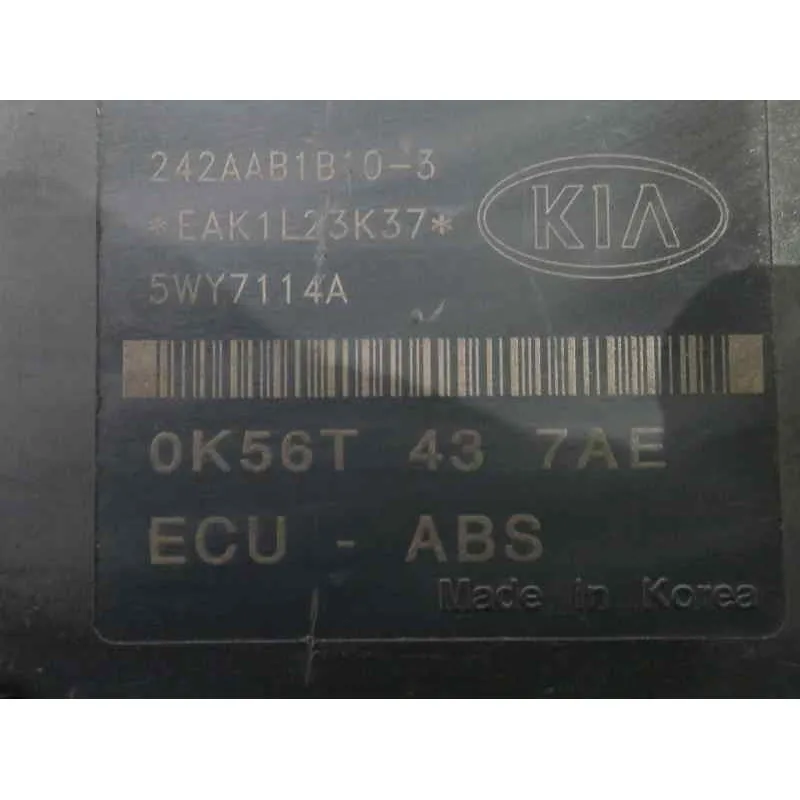 242AAB1B10-3
*EAK1L23K37*
KIA
5WY7114A
0K56T 43 7AE
ECU - ABS
Made in Korea